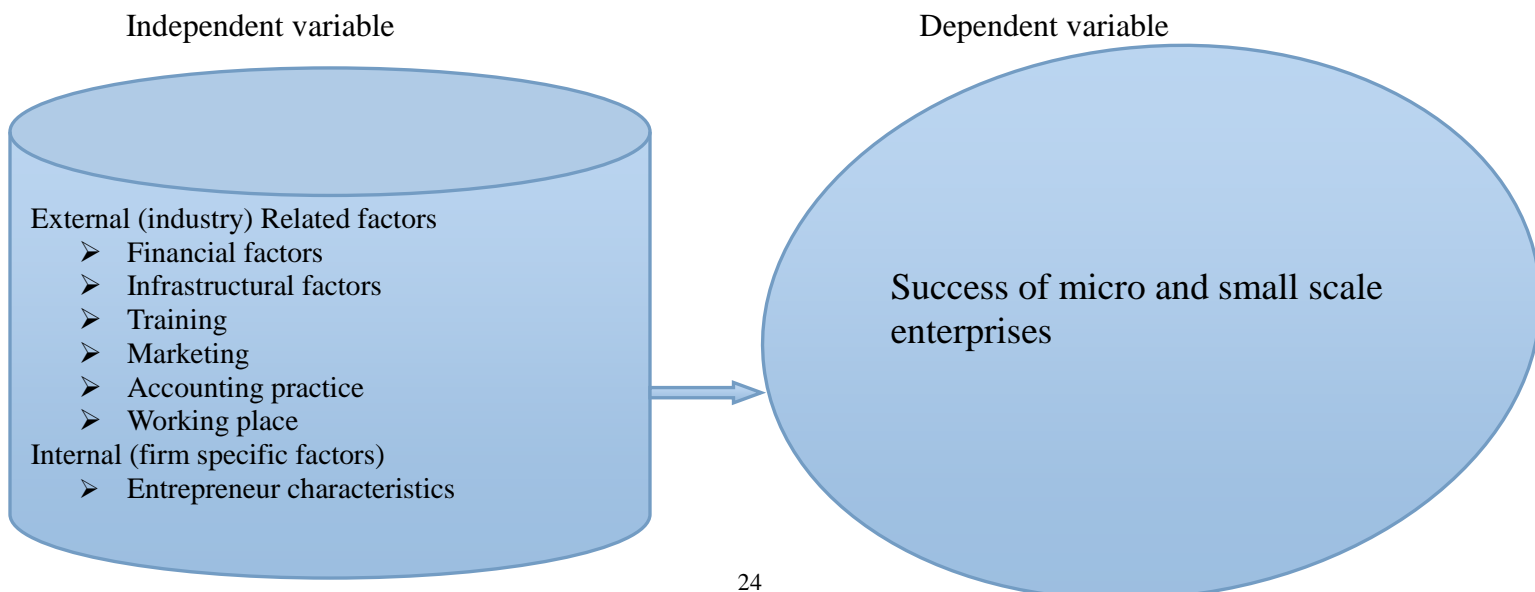 Independent variable
Dependent variable
External (industry) Related factors
➢ Financial factors
➢ Infrastructural factors
➢ Training
➢ Marketing
➢ Accounting practice
➢ Working place
Internal (firm specific factors)
➢ Entrepreneur characteristics
Success of micro and small scale
enterprises
24